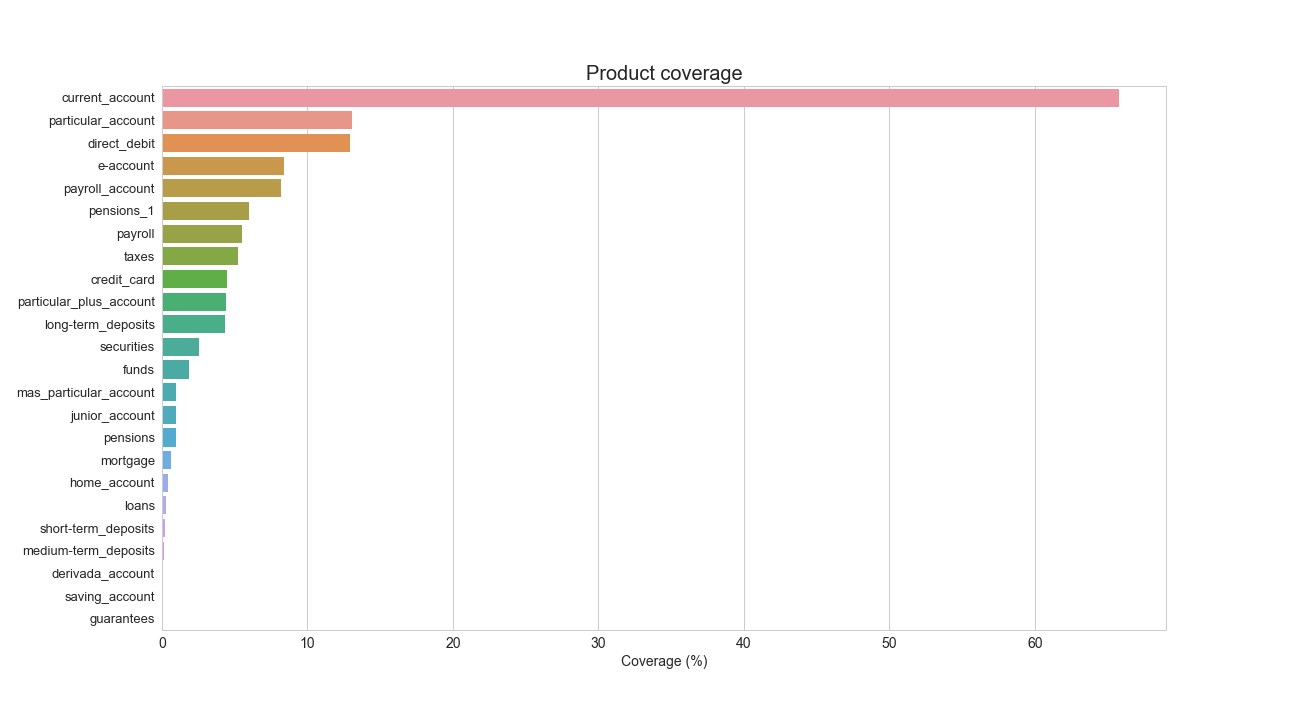 Product coverage
current_account
particular_account
direct_debit
e-account
payroll_account
pensions_1
payroll
taxes
credit_card
particular_plus_account
long-term_deposits
securities
funds
mas_particular_account
junior_account
pensions
mortgage
home_account
loans
short-term_deposits
medium-term_deposits
derivada_account
saving_account
guarantees
0 10 20 30 40 50 60
Coverage (%)